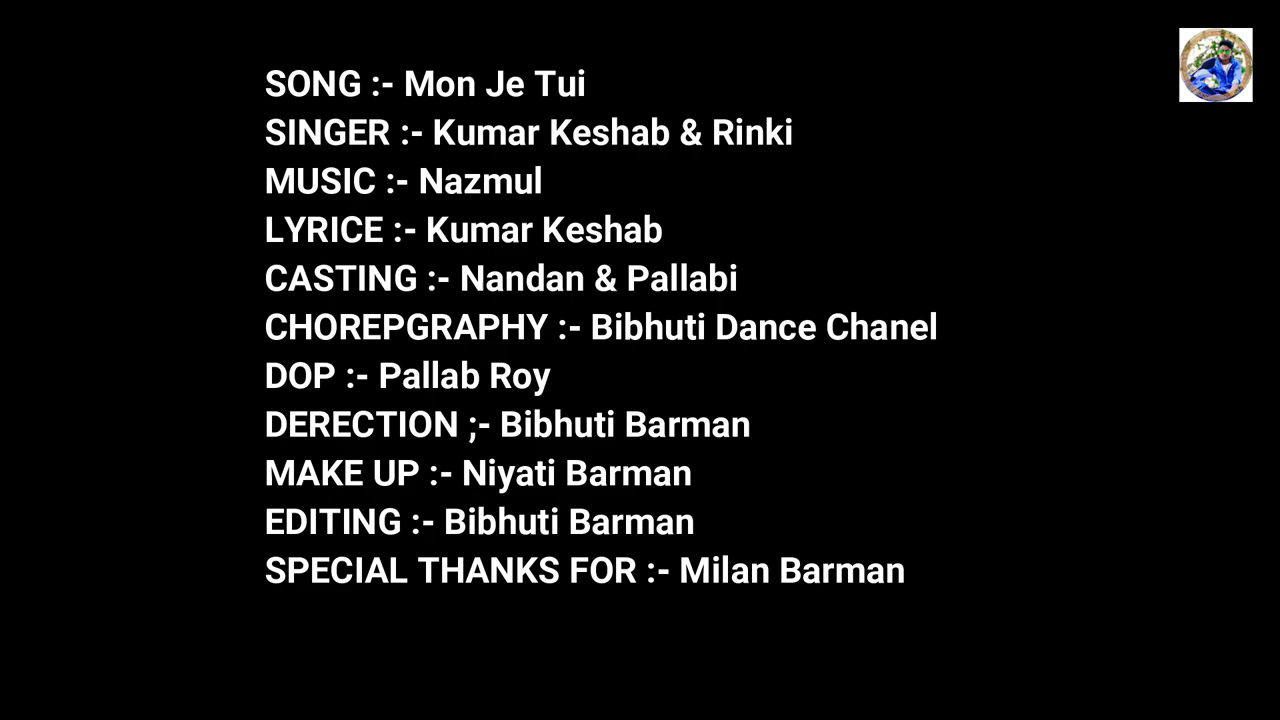 SONG :- Mon Je Tui
SINGER :- Kumar Keshab & Rinki
MUSIC :- Nazmul
LYRICE :- Kumar Keshab
CASTING :- Nandan & Pallabi
CHOREPGRAPHY :- Bibhuti Dance Chanel
DOP :- Pallab Roy
DERECTION ;- Bibhuti Barman
MAKE UP :- Niyati Barman
EDITING :- Bibhuti Barman
SPECIAL THANKS FOR :- Milan Barman